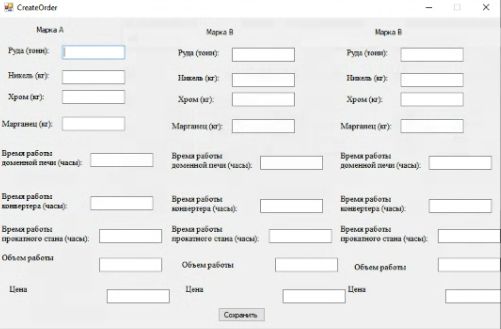 CreateOrder
Марка А
Марка В
Марка В
Руда (тонн):
Руда (тонн):
Руда (тонн):
Никель (кг):
Никель (кг):
Никель (кг):
Хром (кг):
Хром (кг):
Хром (кг):
Марганец (кг):
Марганец (кг):
Марганец (кг):
Время работы
доменной печи (часы):
Время работы
доменной печи (часы):
Время работы
доменной печи (часы):
Время работы
конвертера (часы):
Время работы
конвертера (часы):
Время работы
конвертера (часы):
Время работы
прокатного стана (часы):
Время работы
прокатного стана (часы):
Время работы
прокатного стана (часы):
Объем работы
Объем работы
Объем работы
Цена
Цена
Цена
Сохранить